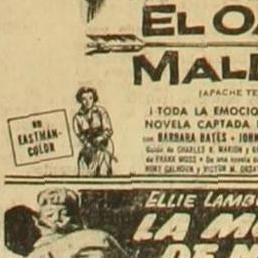 EL O
MAL
(APACHE TE
¡ TODA LA EMOCIO
NOVELA CAPTADA
EN EASTMAN-
COLOR
con BARBARA BATES • JOHN
Guión de CHARLES R. MARION y
de FRANK MOSS • De una novela
RORY CALHOUN y VICTOR M.
ELLIE LAMB
LA M
DE N